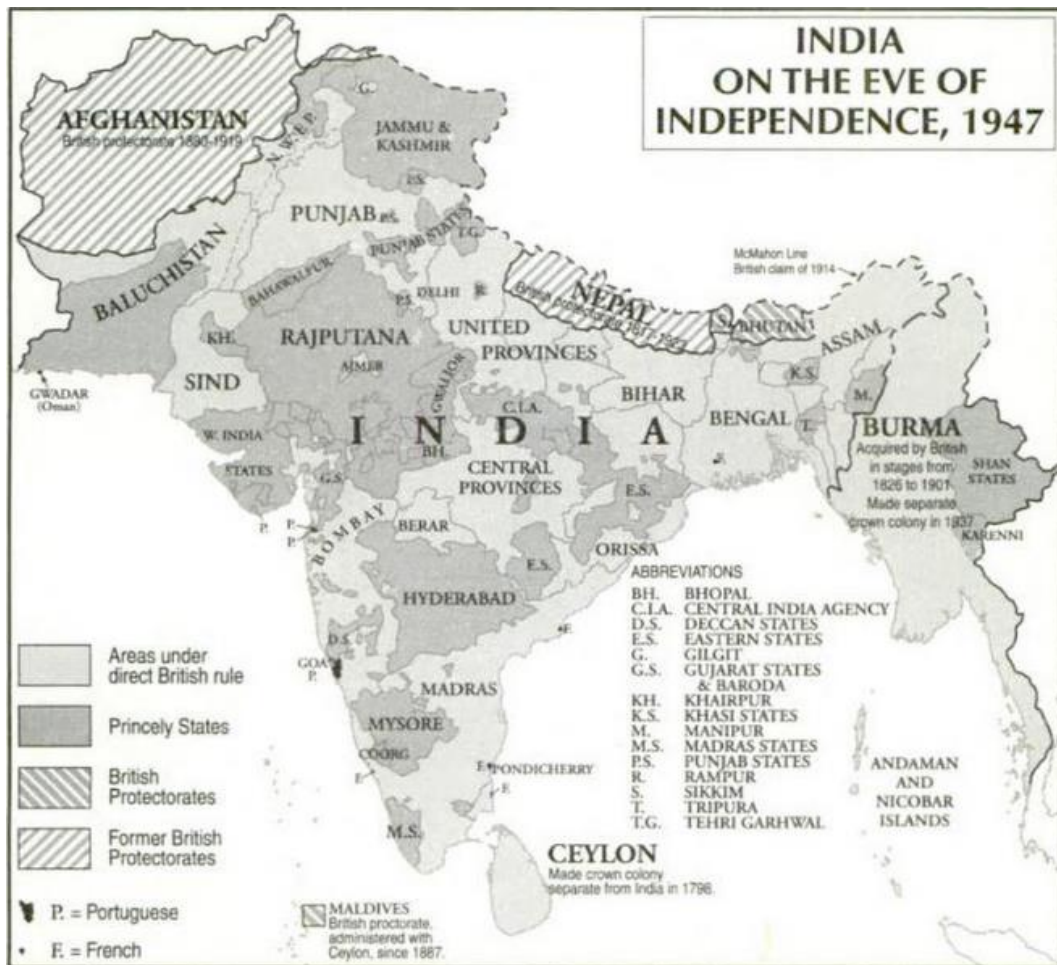 INDIA
ON THE EVE OF
INDEPENDENCE, 1947
AFGHANISTAN
British protectorate 1880-1919
N.W.F.P.
G.
JAMMU &
KASHMIR
P.S.
PUNJAB
P.S.
PUNJAB STATES
T.G.
BALUCHISTAN
BAHAWALPUR
P.S.
DELHI
R.
McMahon Line
British claim of 1914
NEPAL
S.
BHUTAN
ASSAM
KH.
RAJPUTANA
AJMER
UNITED
PROVINCES
GWALIOR
SIND
GWADAR
(Oman)
BIHAR
K.S.
M.
C.I.A.
BENGAL
T.
W. INDIA
STATES
INDIA
BH.
G.S.
CENTRAL
PROVINCES
E.S.
F.
BURMA
Acquired by British
in stages from
1826 to 1901.
Made separate
crown colony in 1937
SHAN
STATES
KARENNI
P.
P.
P.
BOMBAY
BERAR
ORISSA
E.S.
HYDERABAD
F.
D.S.
GOA
P.
MADRAS
MYSORE
COORG
F.
F.
PONDICHERRY
F.
M.S.
ABBREVIATIONS
BH. BHOPAL
C.I.A. CENTRAL INDIA AGENCY
D.S. DECCAN STATES
E.S. EASTERN STATES
G. GILGIT
G.S. GUJARAT STATES
& BARODA
KH. KHAIRPUR
K.S. KHASI STATES
M. MANIPUR
M.S. MADRAS STATES
P.S. PUNJAB STATES
R. RAMPUR
S. SIKKIM
T. TRIPURA
T.G. TEHRI GARHWAL
ANDAMAN
AND
NICOBAR
ISLANDS
CEYLON
Made crown colony
separate from India in 1798.
Areas under
direct British rule
Princely States
British
Protectorates
Former British
Protectorates
P. = Portuguese
F. = French
MALDIVES
British proctorate,
administered with
Ceylon, since 1887.